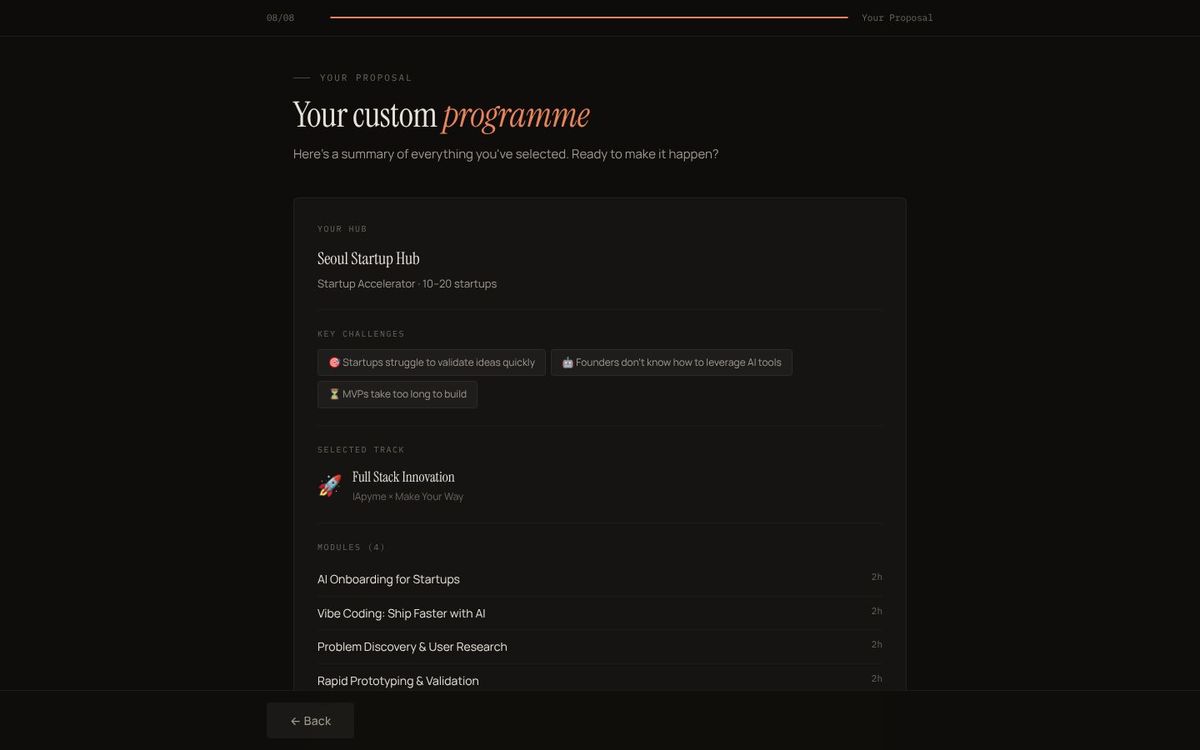 08/08
Your Proposal
YOUR PROPOSAL
Your custom programme
Here's a summary of everything you've selected. Ready to make it happen?
YOUR HUB
Seoul Startup Hub
Startup Accelerator · 10–20 startups
KEY CHALLENGES
🎯 Startups struggle to validate ideas quickly
🤖 Founders don't know how to leverage AI tools
⏳ MVPs take too long to build
SELECTED TRACK
🚀 Full Stack Innovation
IApyme × Make Your Way
MODULES (4)
AI Onboarding for Startups 2h
Vibe Coding: Ship Faster with AI 2h
Problem Discovery & User Research 2h
Rapid Prototyping & Validation 2h
← Back